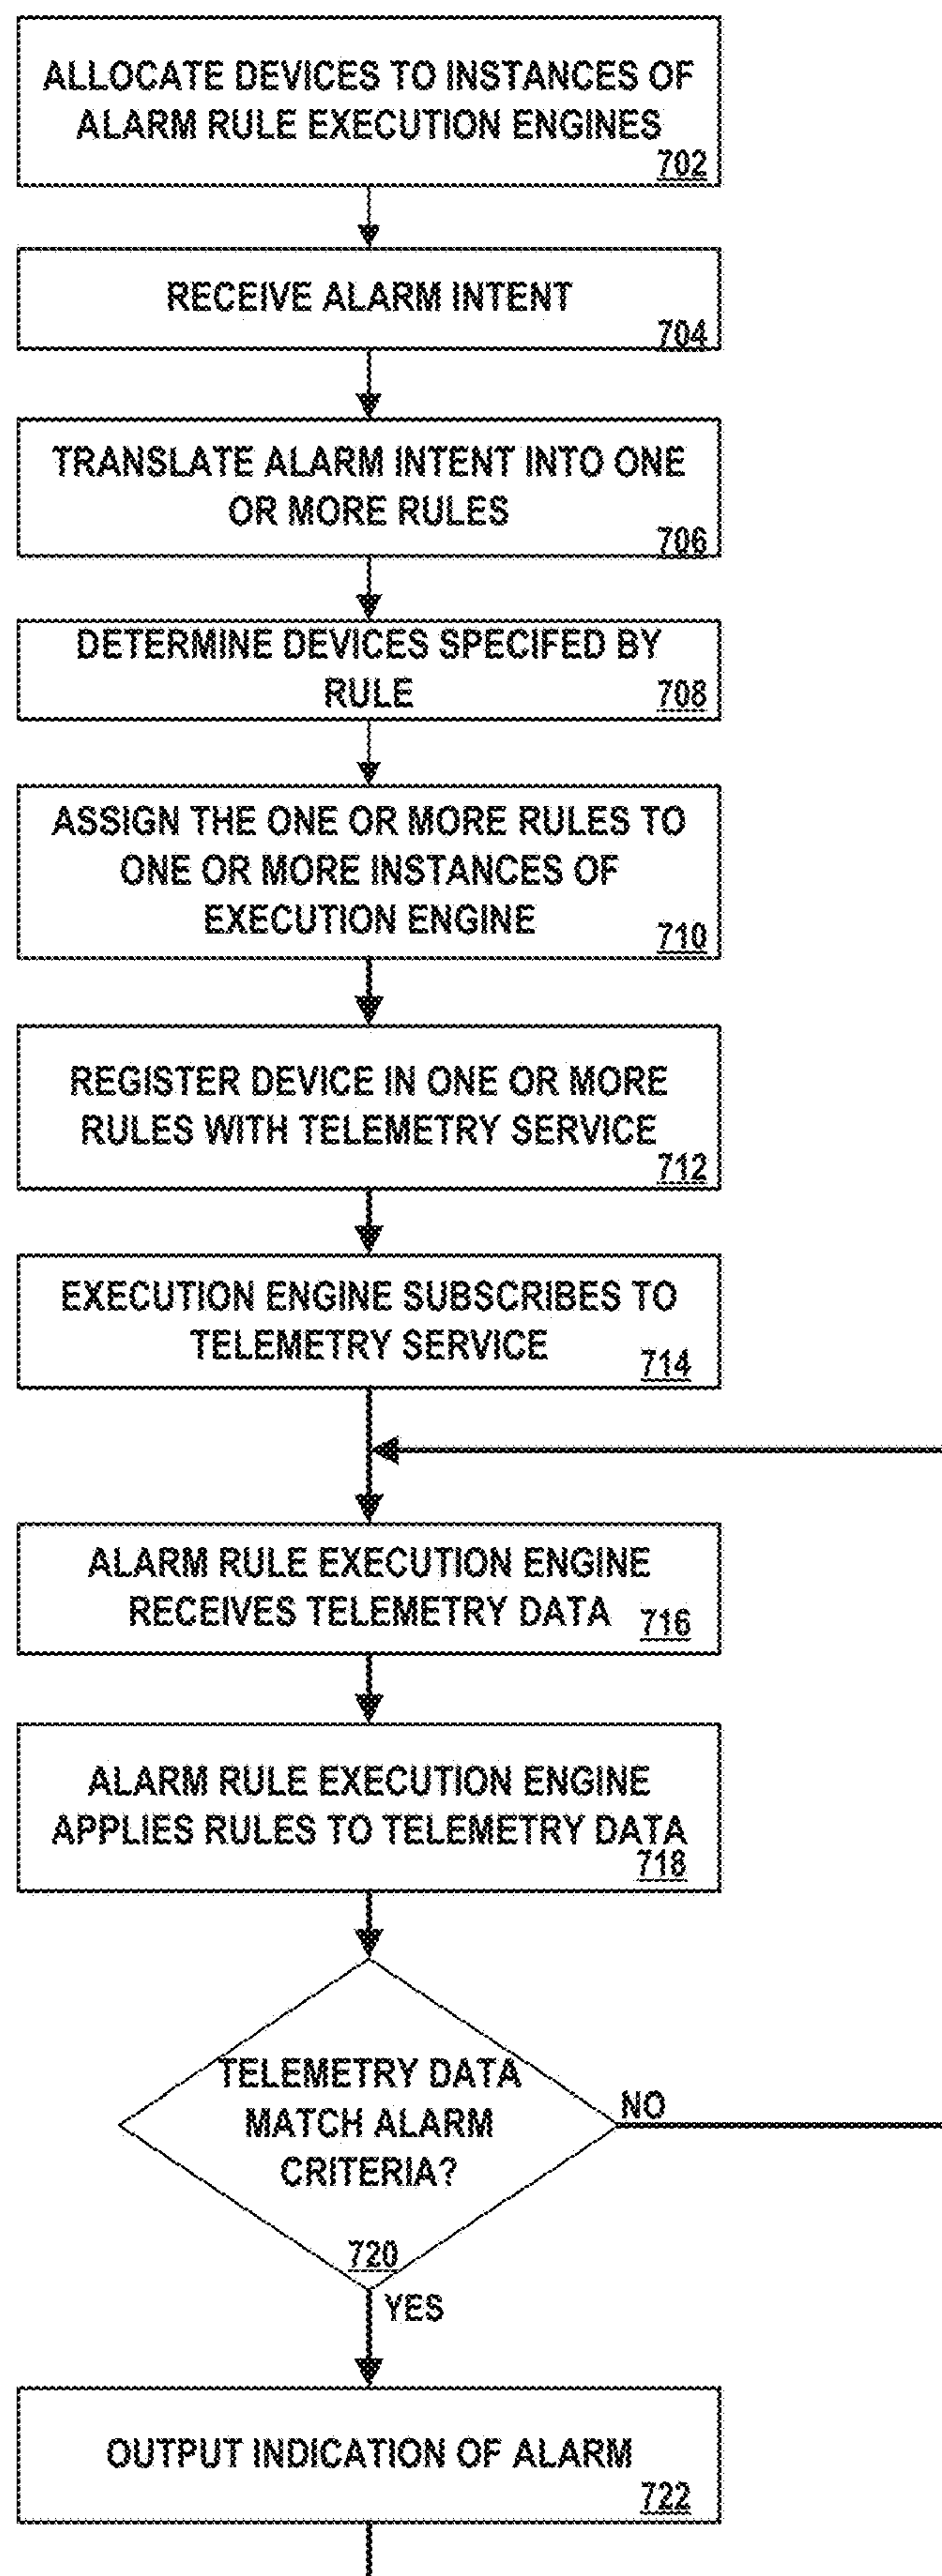 ALLOCATE DEVICES TO INSTANCES OF
ALARM RULE EXECUTION ENGINES
702
RECEIVE ALARM INTENT
704
TRANSLATE ALARM INTENT INTO ONE
OR MORE RULES
706
DETERMINE DEVICES SPECIFED BY
RULE
708
ASSIGN THE ONE OR MORE RULES TO
ONE OR MORE INSTANCES OF
EXECUTION ENGINE
710
REGISTER DEVICE IN ONE OR MORE
RULES WITH TELEMETRY SERVICE
712
EXECUTION ENGINE SUBSCRIBES TO
TELEMETRY SERVICE
714
ALARM RULE EXECUTION ENGINE
RECEIVES TELEMETRY DATA
716
ALARM RULE EXECUTION ENGINE
APPLIES RULES TO TELEMETRY DATA
718
TELEMETRY DATA
MATCH ALARM
CRITERIA?
NO
720
YES
OUTPUT INDICATION OF ALARM
722